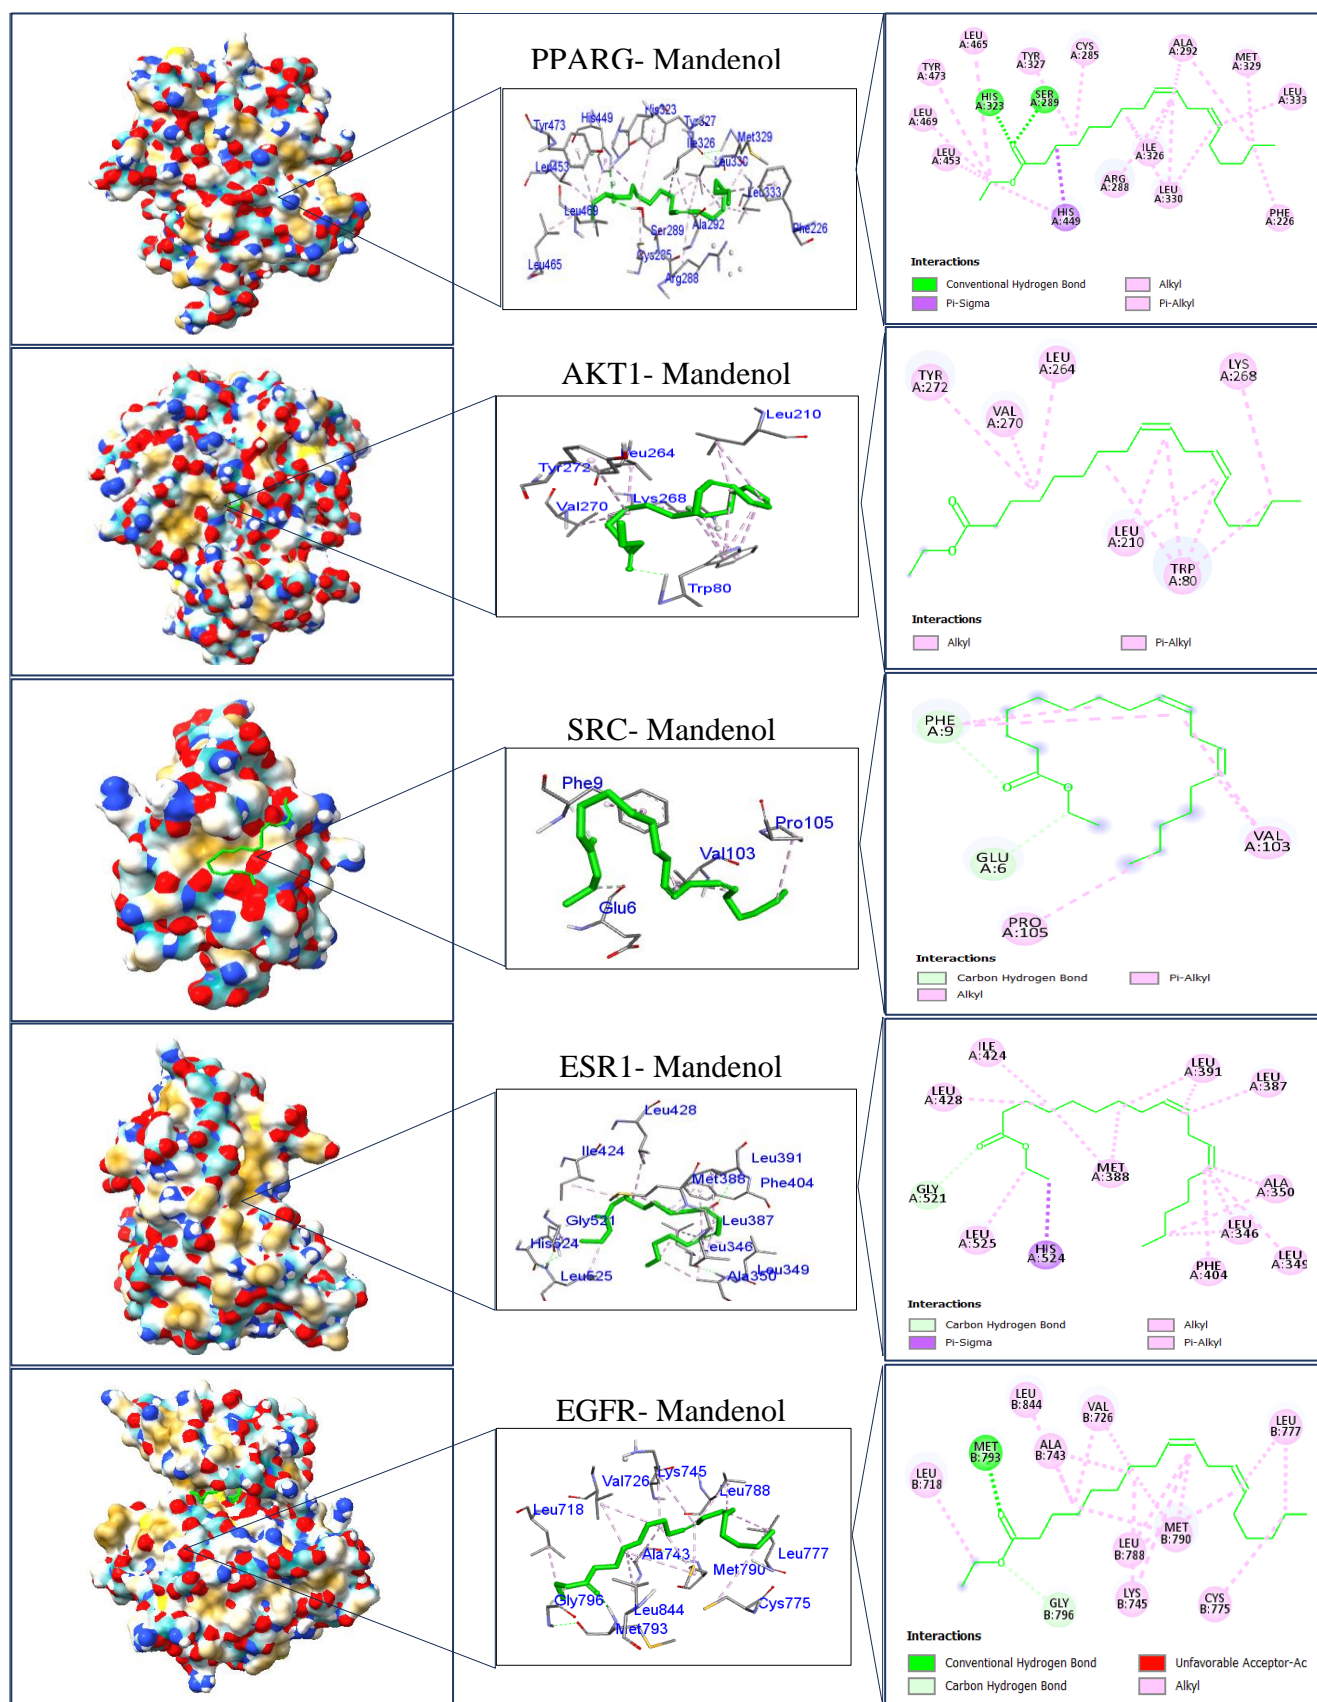 PPARG- Mandenol
His323
His449
Tyr327
Tyr473
Ile326
Met329
Leu453
Leu330
Leu333
Leu469
Ser289
Ala292
Phe226
Cys285
Leu465
Arg288
LEU
A:465
TYR
A:327
CYS
A:285
ALA
A:292
MET
A:329
TYR
A:473
HIS
A:323
SER
A:289
LEU
A:333
LEU
A:469
LEU
A:453
ILE
A:326
ARG
A:288
LEU
A:330
HIS
A:449
PHE
A:226
Interactions
Conventional Hydrogen Bond
Pi-Sigma
Alkyl
Pi-Alkyl
AKT1- Mandenol
Leu210
Leu264
Tyr272
Val270
Lys268
Trp80
TYR
A:272
VAL
A:270
LEU
A:264
LYS
A:268
LEU
A:210
TRP
A:80
Interactions
Alkyl
Pi-Alkyl
SRC- Mandenol
Phe9
Pro105
Val103
Glu6
PHE
A:9
GLU
A:6
VAL
A:103
PRO
A:105
Interactions
Carbon Hydrogen Bond
Alkyl
Pi-Alkyl
ESR1- Mandenol
Leu428
Ile424
Leu391
Met388
Phe404
Gly521
Leu387
His524
Leu346
Leu525
Leu349
Ala350
ILE
A:424
LEU
A:428
LEU
A:391
LEU
A:387
MET
A:388
GLY
A:521
ALA
A:350
LEU
A:525
HIS
A:524
LEU
A:346
PHE
A:404
LEU
A:349
Interactions
Carbon Hydrogen Bond
Pi-Sigma
Alkyl
Pi-Alkyl
EGFR- Mandenol
Lys745
Val726
Leu788
Leu718
Ala743
Leu777
Met790
Gly796
Leu844
Cys775
Met793
LEU
B:844
VAL
B:726
LEU
B:777
MET
B:793
ALA
B:743
LEU
B:718
LEU
B:788
MET
B:790
LYS
B:745
CYS
B:775
GLY
B:796
Interactions
Conventional Hydrogen Bond
Carbon Hydrogen Bond
Unfavorable Acceptor-Ac
Alkyl